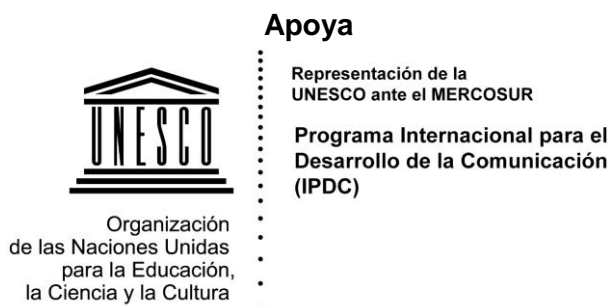 Apoya
UNESCO
Organización
de las Naciones Unidas
para la Educación,
la Ciencia y la Cultura
Representación de la
UNESCO ante el MERCOSUR
Programa Internacional para el
Desarrollo de la Comunicación
(IPDC)